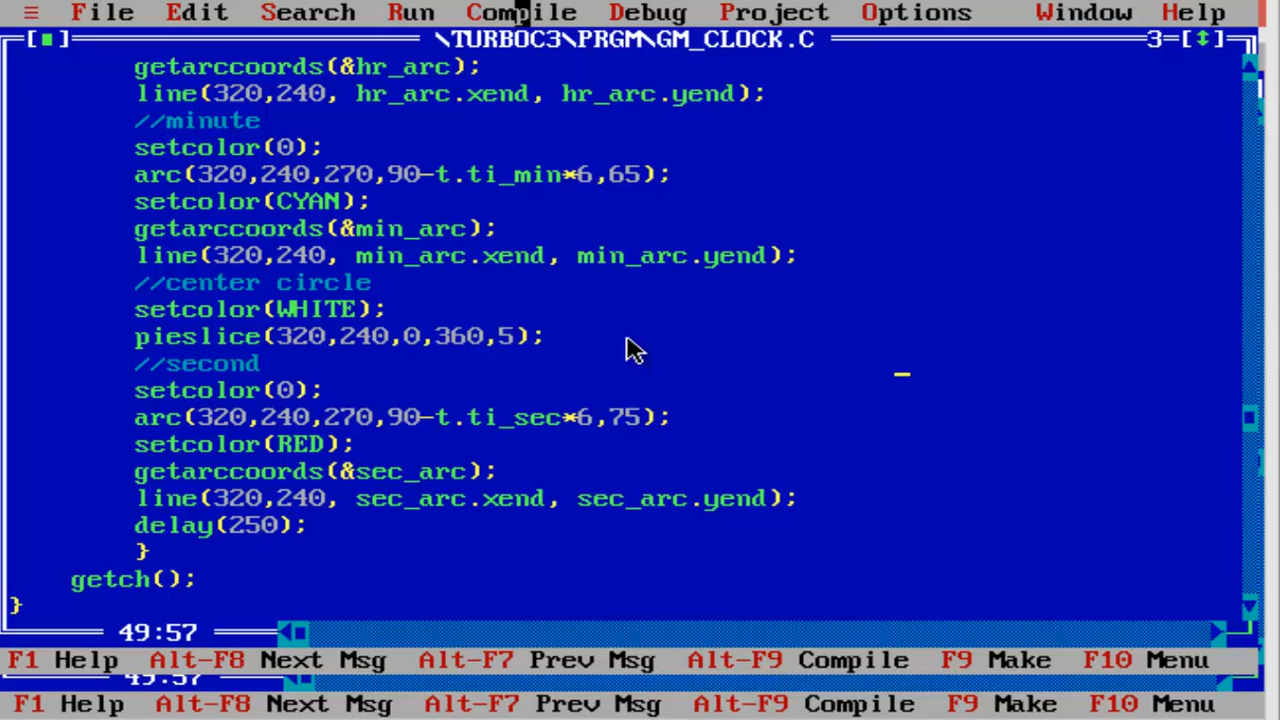 ≡ File Edit Search Run Compile Debug Project Options Window Help
[■] \TURBOC3\PRGM\GM_CLOCK.C 3=[↕]
getarccoords(&hr_arc);
line(320,240, hr_arc.xend, hr_arc.yend);
//minute
setcolor(0);
arc(320,240,270,90-t.ti_min*6,65);
setcolor(CYAN);
getarccoords(&min_arc);
line(320,240, min_arc.xend, min_arc.yend);
//center circle
setcolor(WHITE);
pieslice(320,240,0,360,5);
//second
setcolor(0);
arc(320,240,270,90-t.ti_sec*6,75);
setcolor(RED);
getarccoords(&sec_arc);
line(320,240, sec_arc.xend, sec_arc.yend);
delay(250);
}
getch();
}
49:57
F1 Help Alt-F8 Next Msg Alt-F7 Prev Msg Alt-F9 Compile F9 Make F10 Menu
49:57
F1 Help Alt-F8 Next Msg Alt-F7 Prev Msg Alt-F9 Compile F9 Make F10 Menu